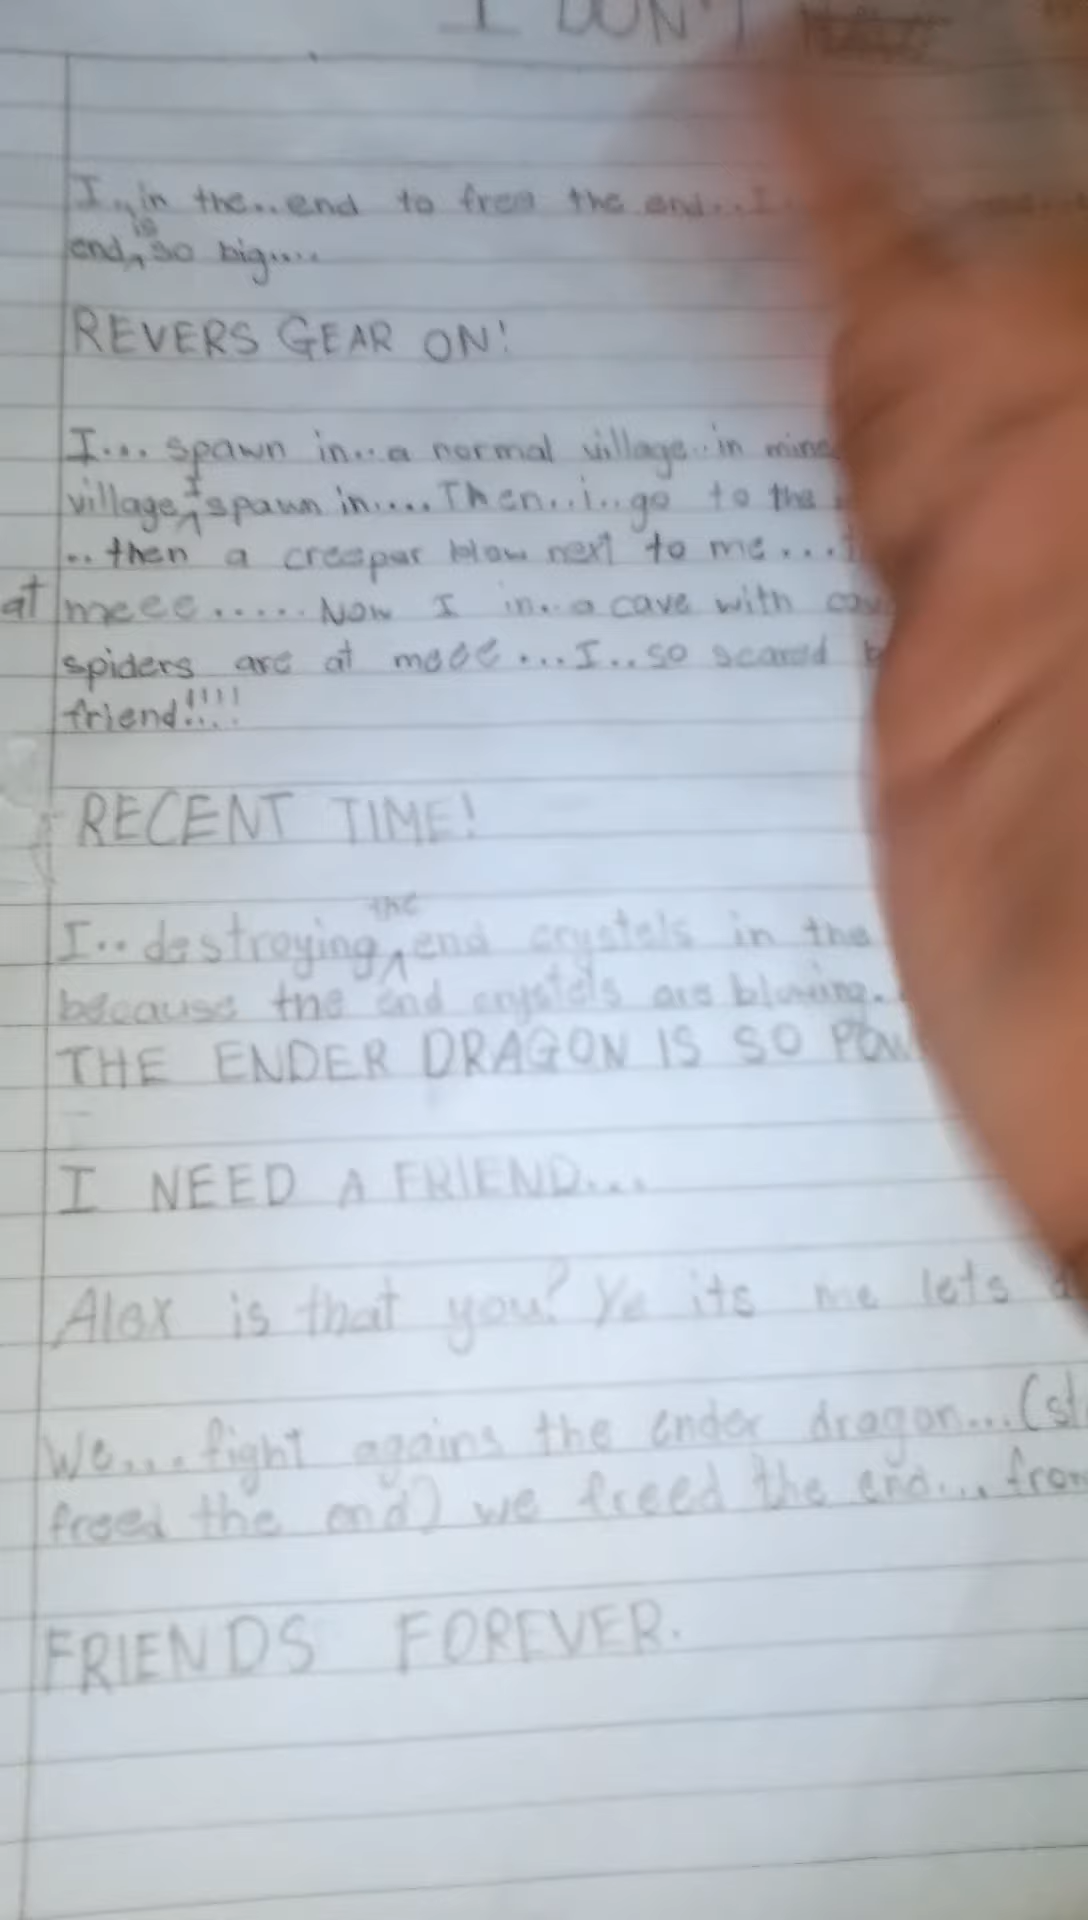 I DON'T
I.. in the.. end to free the end... I
end, is so big....
REVERS GEAR ON!
I... spawn in... a normal village.. in mine
village, I spawn in.... Then.. i.. go to the
.. then a creepar blow next to me...
at meee..... Now I in.. a cave with
spiders are at meee... I.. so scared
friend!!!!
RECENT TIME!
I.. destroying the end crystels in the
because the end crystels are blowing.
THE ENDER DRAGON IS SO
I NEED A FRIEND...
Alex is that you? Ye its me lets
We.... fight agains the ender dragon...
freed the end) we freed the end...
FRIENDS FOREVER.